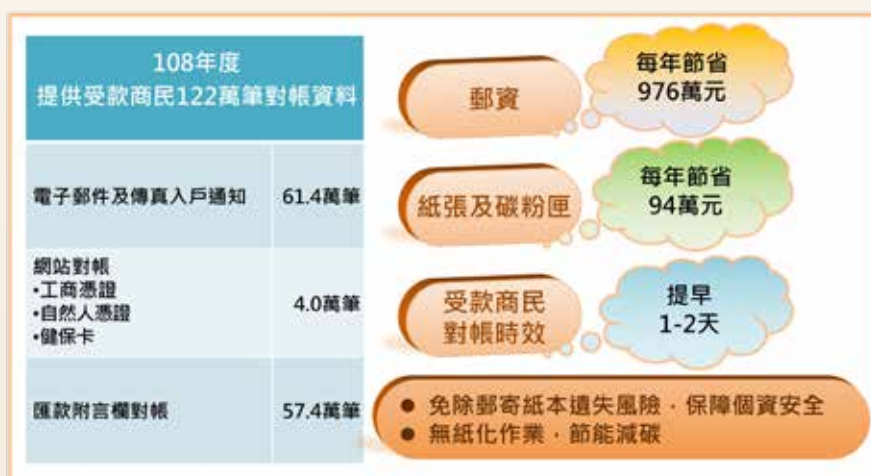 108年度
提供受款商民122萬筆對帳資料
電子郵件及傳真入戶通知 61.4萬筆
網站對帳
•工商憑證
•自然人憑證
•健保卡
4.0萬筆
匯款附言欄對帳 57.4萬筆
郵資
每年節省
976萬元
紙張及碳粉匣
每年節省
94萬元
受款商民
對帳時效
提早
1-2天
● 免除郵寄紙本遺失風險，保障個資安全
● 無紙化作業，節能減碳